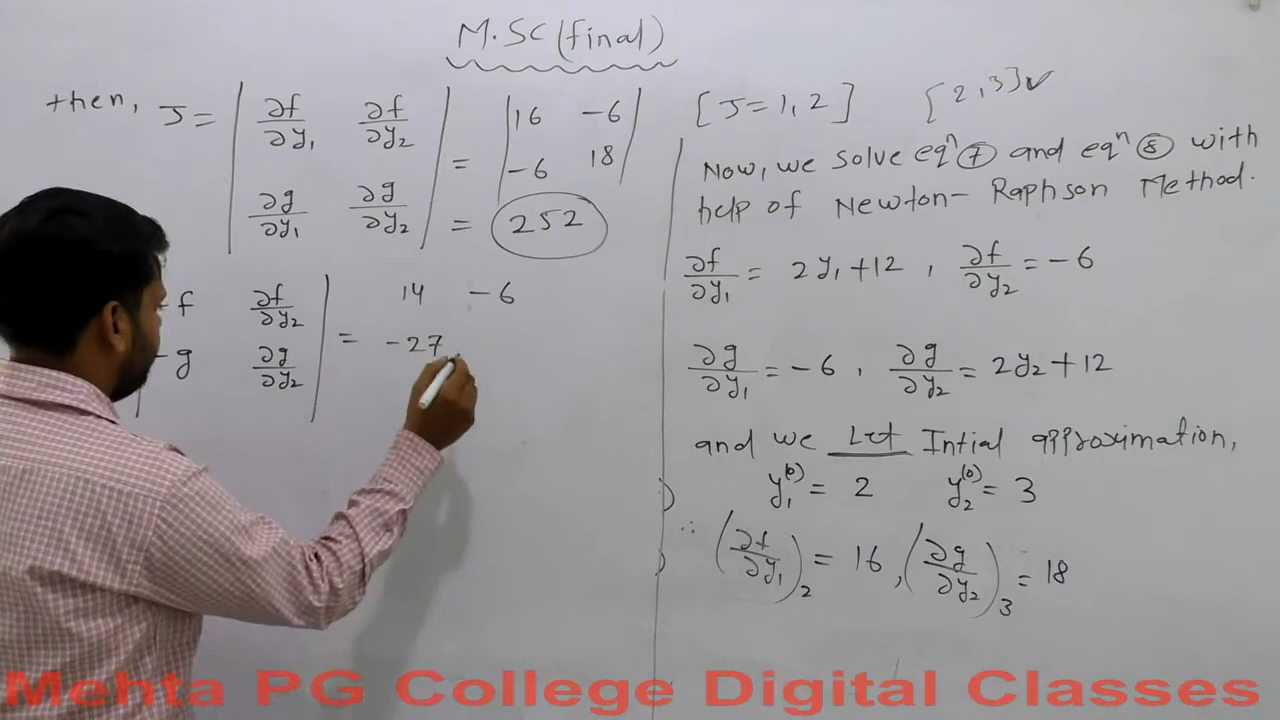 M.SC (final)
then, J = | ∂f/∂y₁ ∂f/∂y₂ | = | 16 -6 |
| ∂g/∂y₁ ∂g/∂y₂ | | -6 18 |
= 252
-f ∂f/∂y₂ | = 14 -6
-g ∂g/∂y₂ | -27
[J = 1, 2] [2, 3] ✓
Now, we solve eqⁿ ⑦ and eqⁿ ⑧ with
help of Newton- Raphson Method.
∂f/∂y₁ = 2y₁+12 , ∂f/∂y₂ = -6
∂g/∂y₁ = -6 , ∂g/∂y₂ = 2y₂+12
and we Let Intial approximation,
y₁⁽⁰⁾ = 2 y₂⁽⁰⁾ = 3
∴ (∂f/∂y₁)₂ = 16 , (∂g/∂y₂)₃ = 18
Mehta PG College Digital Classes